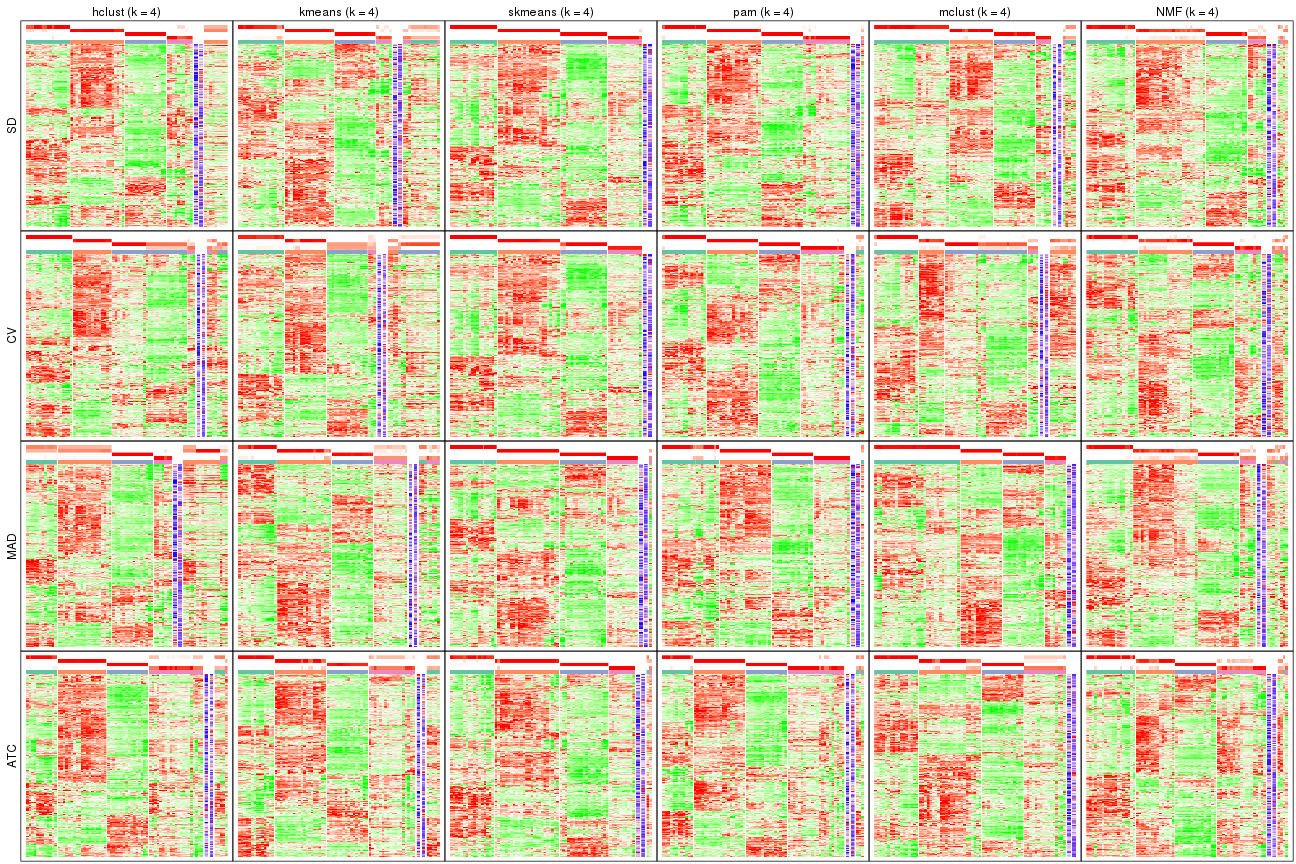 hclust (k = 4) kmeans (k = 4) skmeans (k = 4) pam (k = 4) mclust (k = 4) NMF (k = 4)
SD
CV
MAD
ATC